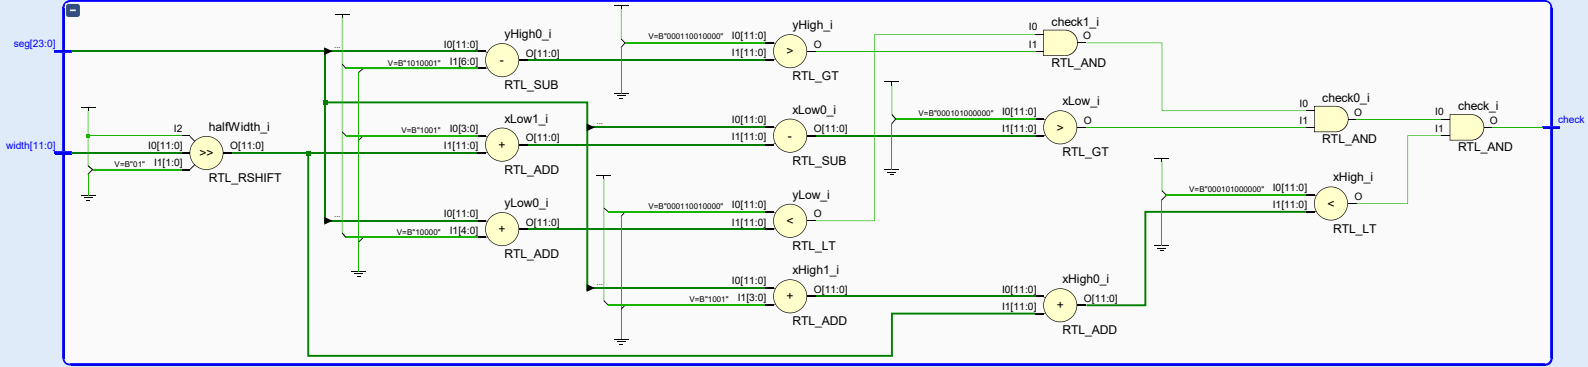 seg[23:0]
width[11:0]
I2
I0[11:0]
V=B"01" I1[1:0]
halfWidth_i
>>
O[11:0]
RTL_RSHIFT
...
I0[11:0]
V=B"1010001" I1[6:0]
yHigh0_i
-
O[11:0]
RTL_SUB
V=B"1001" I0[3:0]
I1[11:0]
xLow1_i
+
O[11:0]
RTL_ADD
...
I0[11:0]
V=B"10000" I1[4:0]
yLow0_i
+
O[11:0]
RTL_ADD
V=B"000110010000" I0[11:0]
I1[11:0]
yHigh_i
>
O
RTL_GT
...
I0[11:0]
I1[11:0]
xLow0_i
-
O[11:0]
RTL_SUB
V=B"000110010000" I0[11:0]
I1[11:0]
yLow_i
<
O
RTL_LT
...
I0[11:0]
V=B"1001" I1[3:0]
xHigh1_i
+
O[11:0]
RTL_ADD
I0
I1
check1_i
O
RTL_AND
V=B"000101000000" I0[11:0]
I1[11:0]
xLow_i
>
O
RTL_GT
I0[11:0]
I1[11:0]
xHigh0_i
+
O[11:0]
RTL_ADD
I0
I1
check0_i
O
RTL_AND
V=B"000101000000" I0[11:0]
I1[11:0]
xHigh_i
<
O
RTL_LT
I0
I1
check_i
O
RTL_AND
check